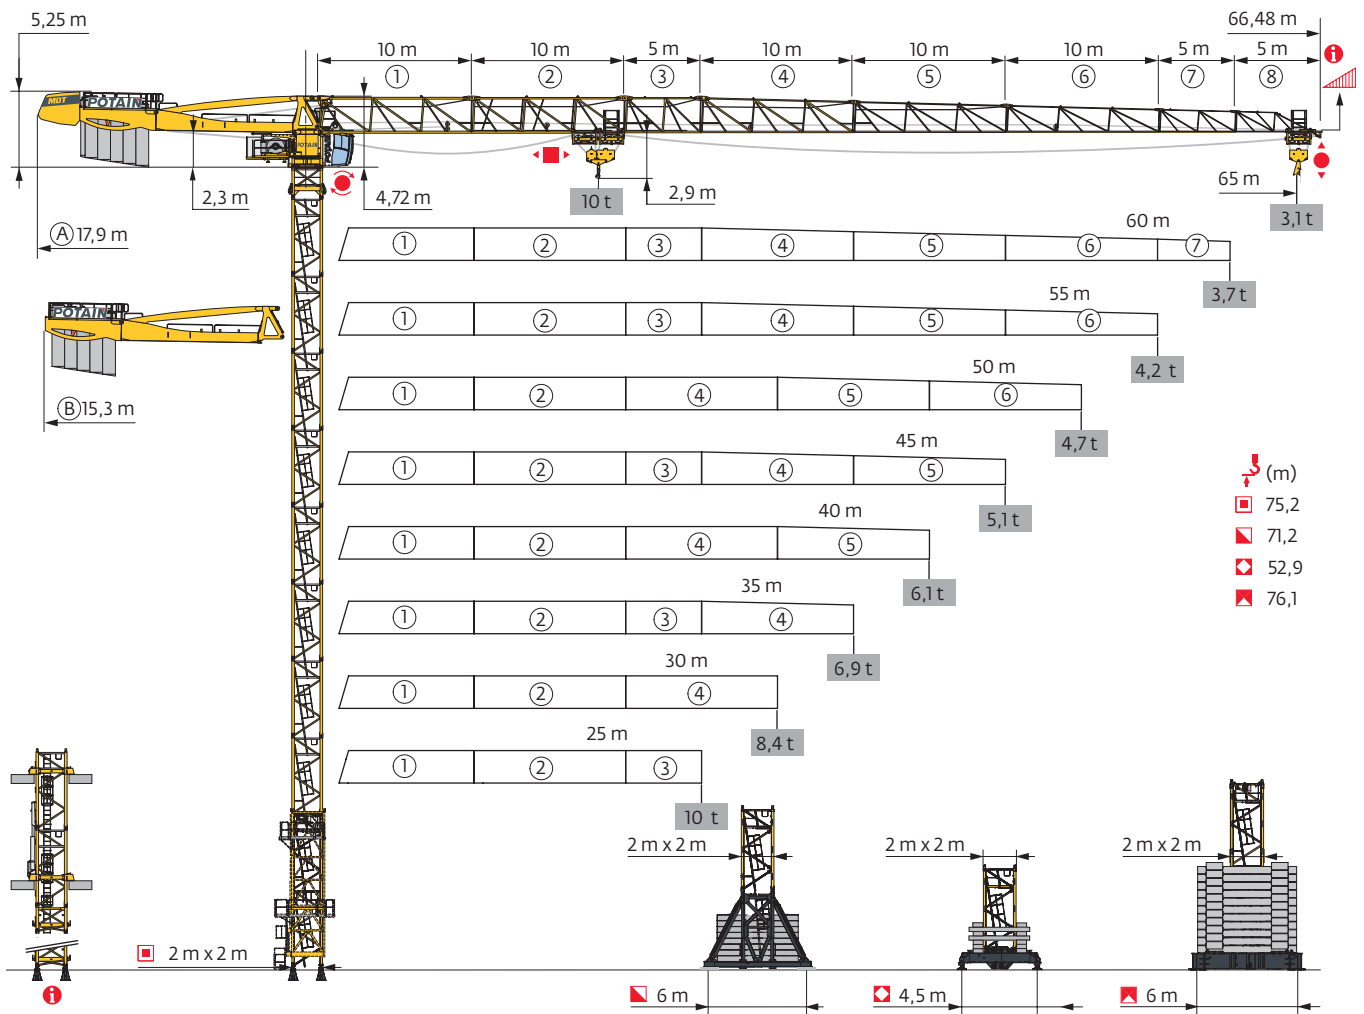 5,25 m
66,48 m
10 m 10 m 5 m 10 m 10 m 10 m 5 m 5 m
1 2 3 4 5 6 7 8
i
MDT POTAIN
POTAIN
2,3 m
4,72 m
10 t
2,9 m
65 m
3,1 t
A 17,9 m
60 m
1 2 3 4 5 6 7
3,7 t
POTAIN
55 m
1 2 3 4 5 6
4,2 t
B 15,3 m
50 m
1 2 4 5 6
4,7 t
45 m
1 2 3 4 5
5,1 t
(m)
75,2
71,2
52,9
76,1
40 m
1 2 4 5
6,1 t
35 m
1 2 3 4
6,9 t
30 m
1 2 4
8,4 t
25 m
1 2 3
10 t
2 m x 2 m
2 m x 2 m
2 m x 2 m
2 m x 2 m
i
6 m
4,5 m
6 m